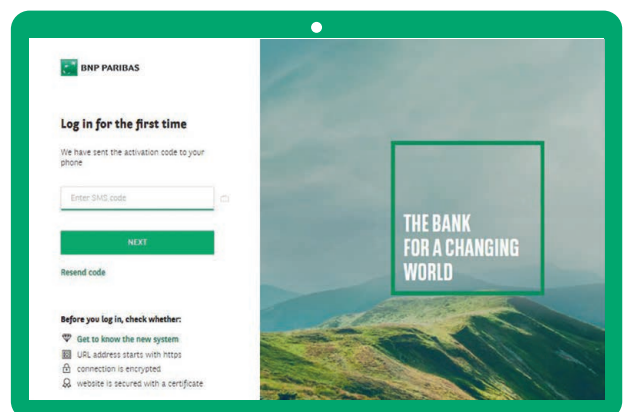 BNP PARIBAS
Log in for the first time
We have sent the activation code to your
phone
Enter SMS code
NEXT
Resend code
Before you log in, check whether:
Get to know the new system
URL address starts with https
connection is encrypted
website is secured with a certificate
THE BANK
FOR A CHANGING
WORLD